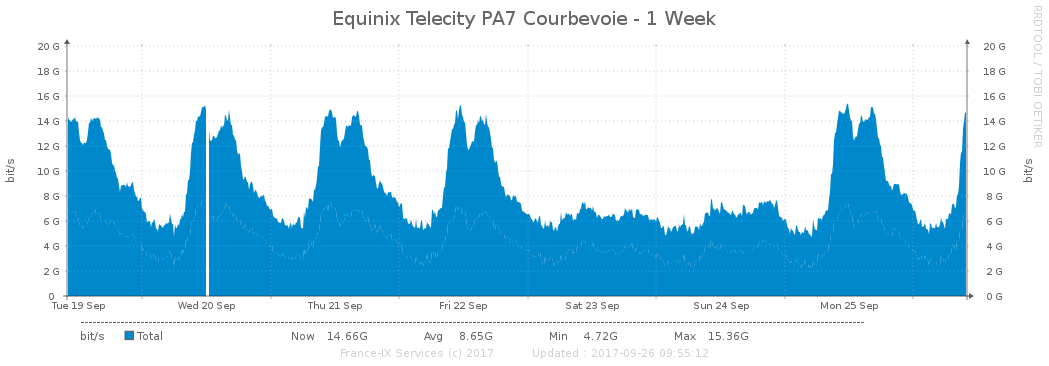 Equinix Telecity PA7 Courbevoie - 1 Week
RRDTOOL / TOBI OETIKER
bit/s
20 G 20 G
18 G 18 G
16 G 16 G
14 G 14 G
12 G 12 G
10 G 10 G
8 G 8 G
6 G 6 G
4 G 4 G
2 G 2 G
0 0 G
bit/s
Tue 19 Sep Wed 20 Sep Thu 21 Sep Fri 22 Sep Sat 23 Sep Sun 24 Sep Mon 25 Sep
bit/s Total Now 14.66G Avg 8.65G Min 4.72G Max 15.36G
France-IX Services (c) 2017 Updated : 2017-09-26 09:55:12